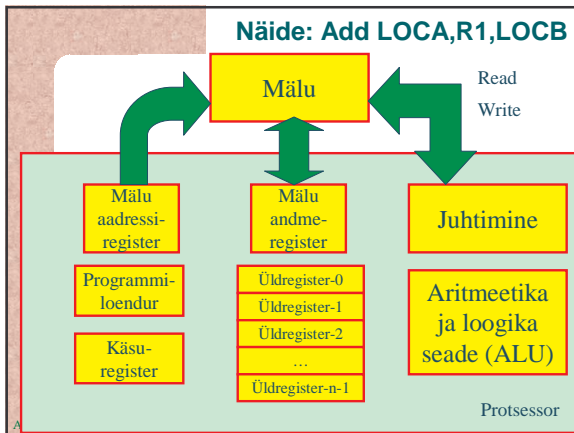 Näide: Add LOCA,R1,LOCB
Mälu
Read
Write
Mälu
aadressi-
register
Mälu
andme-
register
Juhtimine
Programmi-
loendur
Käsu-
register
Üldregister-0
Üldregister-1
Üldregister-2
…
Üldregister-n-1
Aritmeetika
ja loogika
seade (ALU)
Protsessor
A